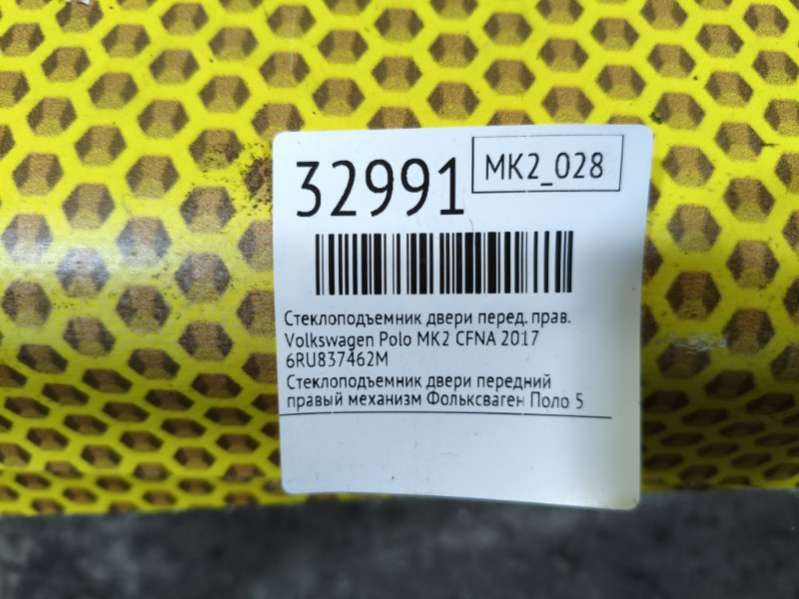 32991
MK2_028
Стеклоподъемник двери перед. прав.
Volkswagen Polo MK2 CFNA 2017
6RU837462M
Стеклоподъемник двери передний
правый механизм Фольксваген Поло 5